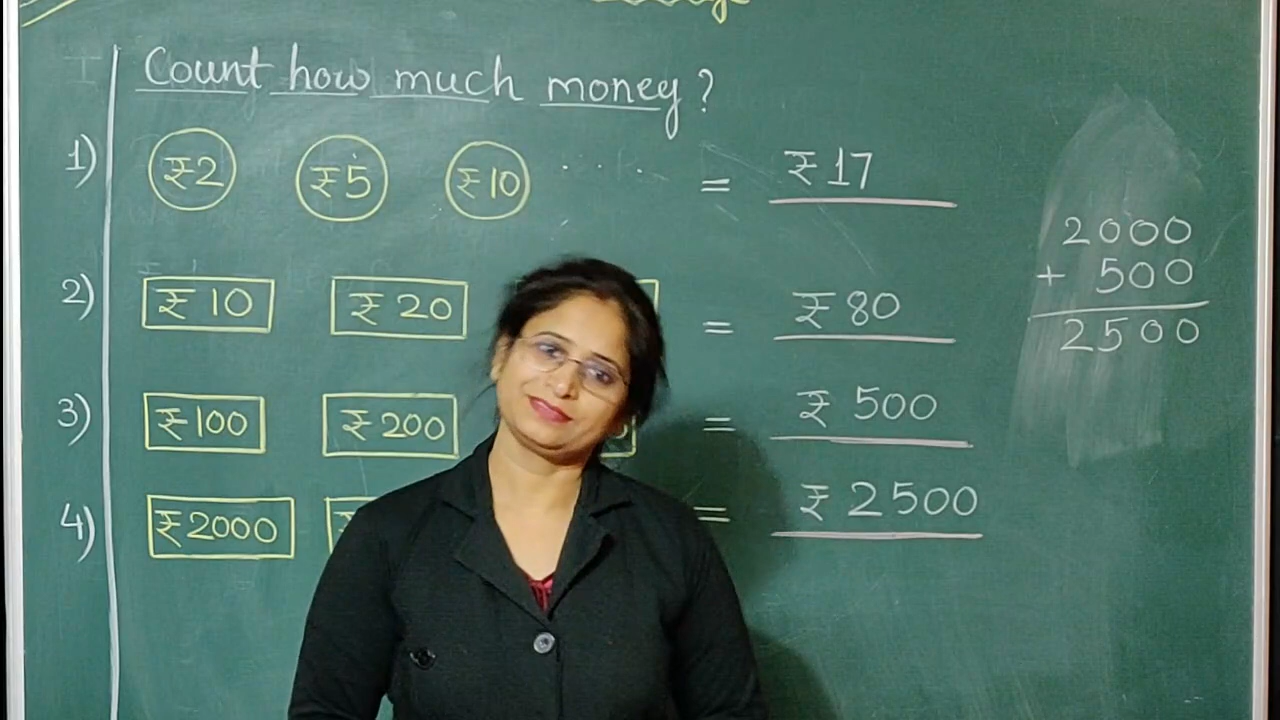 Count how much money?
1) ₹2 ₹5 ₹10 = ₹17
2) ₹10 ₹20 = ₹80
3) ₹100 ₹200 = ₹500
4) ₹2000 = ₹2500
2000
+ 500
2500